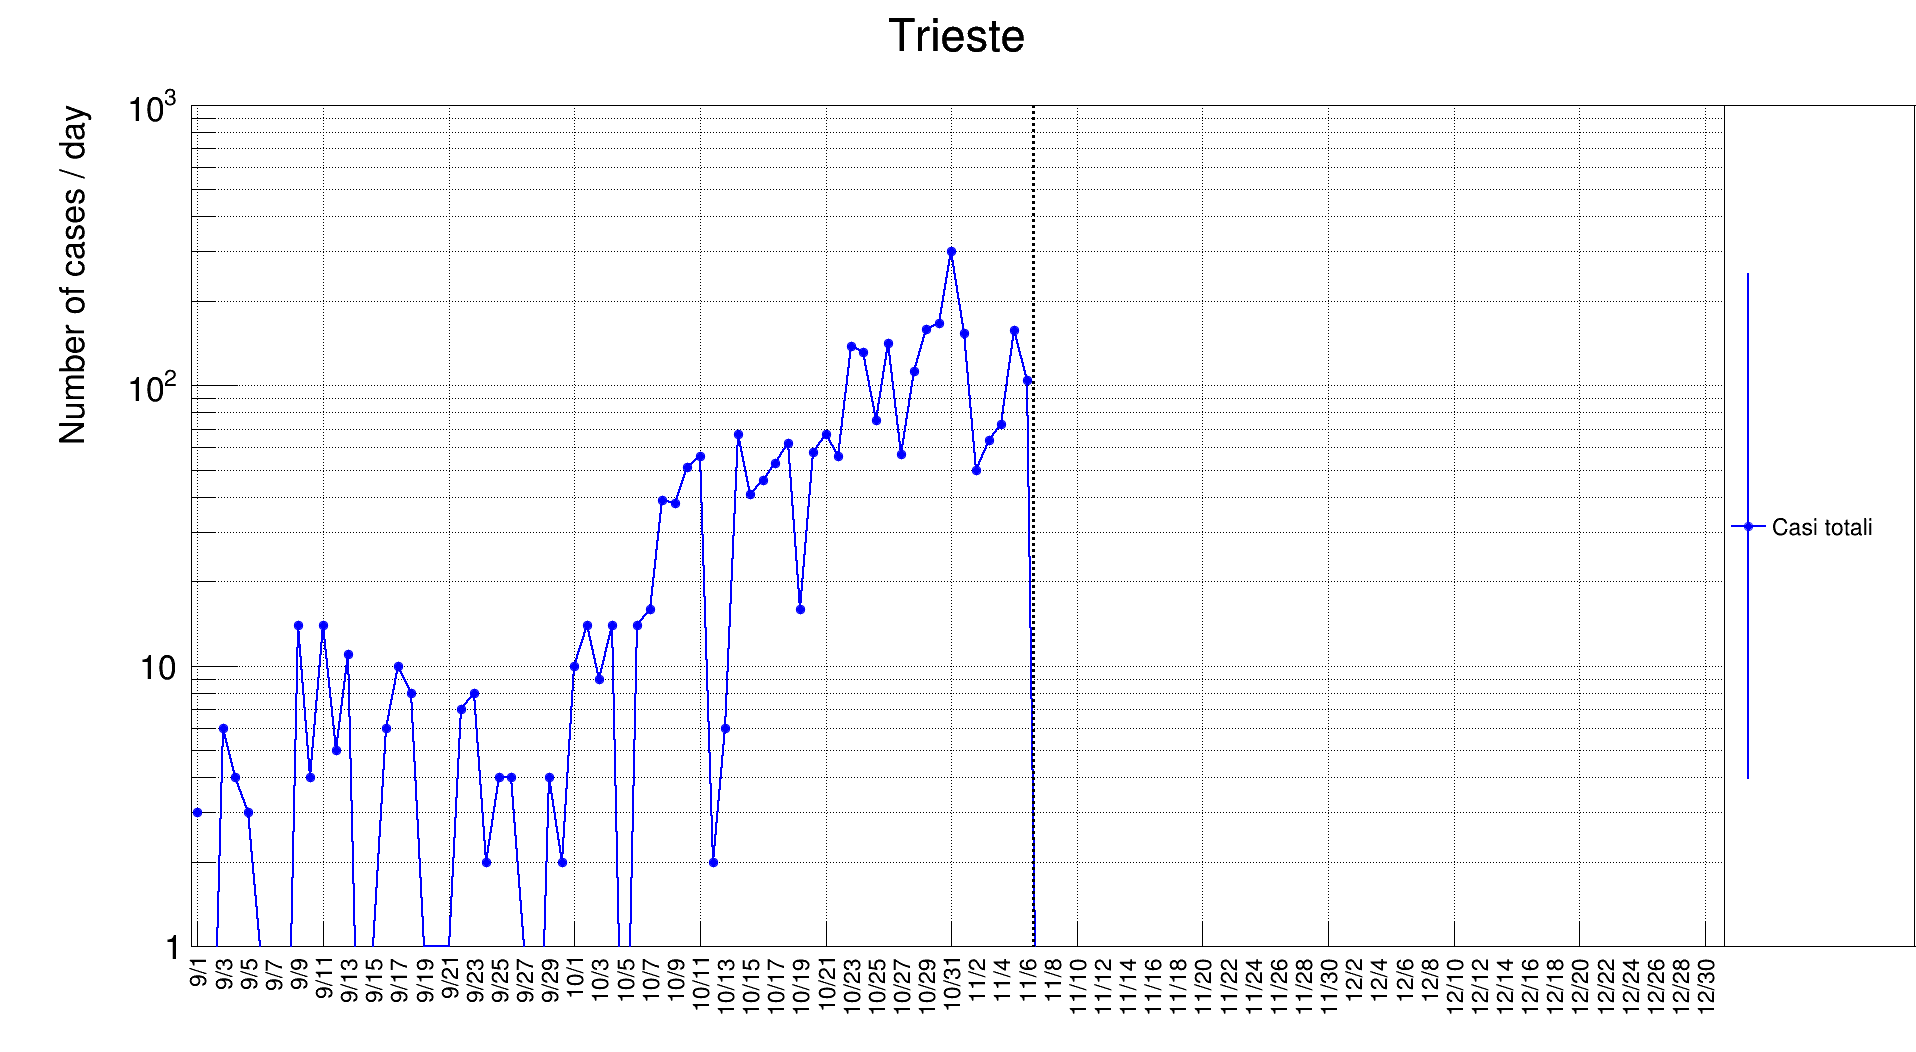 Trieste
Number of cases / day
10³
10²
10
1
9/1 9/3 9/5 9/7 9/9 9/11 9/13 9/15 9/17 9/19 9/21 9/23 9/25 9/27 9/29 10/1 10/3 10/5 10/7 10/9 10/11 10/13 10/15 10/17 10/19 10/21 10/23 10/25 10/27 10/29 10/31 11/2 11/4 11/6 11/8 11/10 11/12 11/14 11/16 11/18 11/20 11/22 11/24 11/26 11/28 11/30 12/2 12/4 12/6 12/8 12/10 12/12 12/14 12/16 12/18 12/20 12/22 12/24 12/26 12/28 12/30
Casi totali